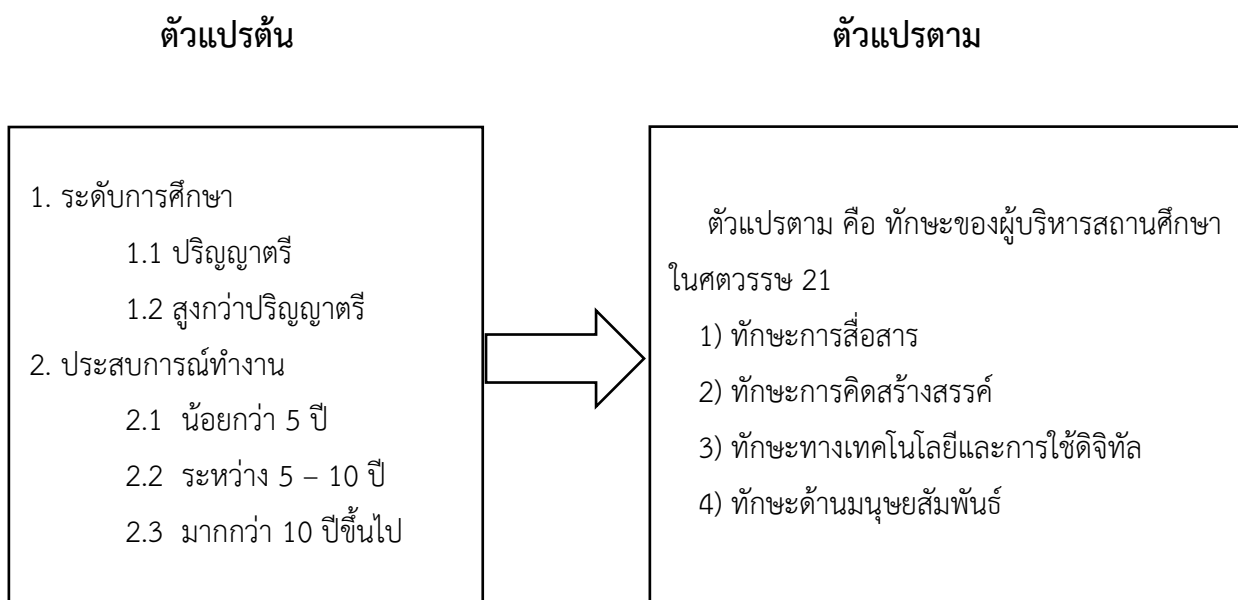 ตัวแปรต้น
ตัวแปรตาม
1. ระดับการศึกษา
1.1 ปริญญาตรี
1.2 สูงกว่าปริญญาตรี
2. ประสบการณ์ทำงาน
2.1 น้อยกว่า 5 ปี
2.2 ระหว่าง 5 – 10 ปี
2.3 มากกว่า 10 ปีขึ้นไป
ตัวแปรตาม คือ ทักษะของผู้บริหารสถานศึกษา
ในศตวรรษ 21
1) ทักษะการสื่อสาร
2) ทักษะการคิดสร้างสรรค์
3) ทักษะทางเทคโนโลยีและการใช้ดิจิทัล
4) ทักษะด้านมนุษยสัมพันธ์